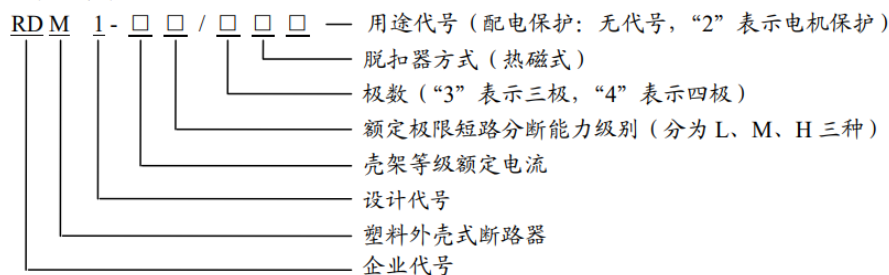 RD M 1 - □ □ / □ □ □ — 用途代号（配电保护：无代号，“2”表示电机保护）
脱扣器方式（热磁式）
极数（“3”表示三极，“4”表示四极）
额定极限短路分断能力级别（分为 L、M、H 三种）
壳架等级额定电流
设计代号
塑料外壳式断路器
企业代号